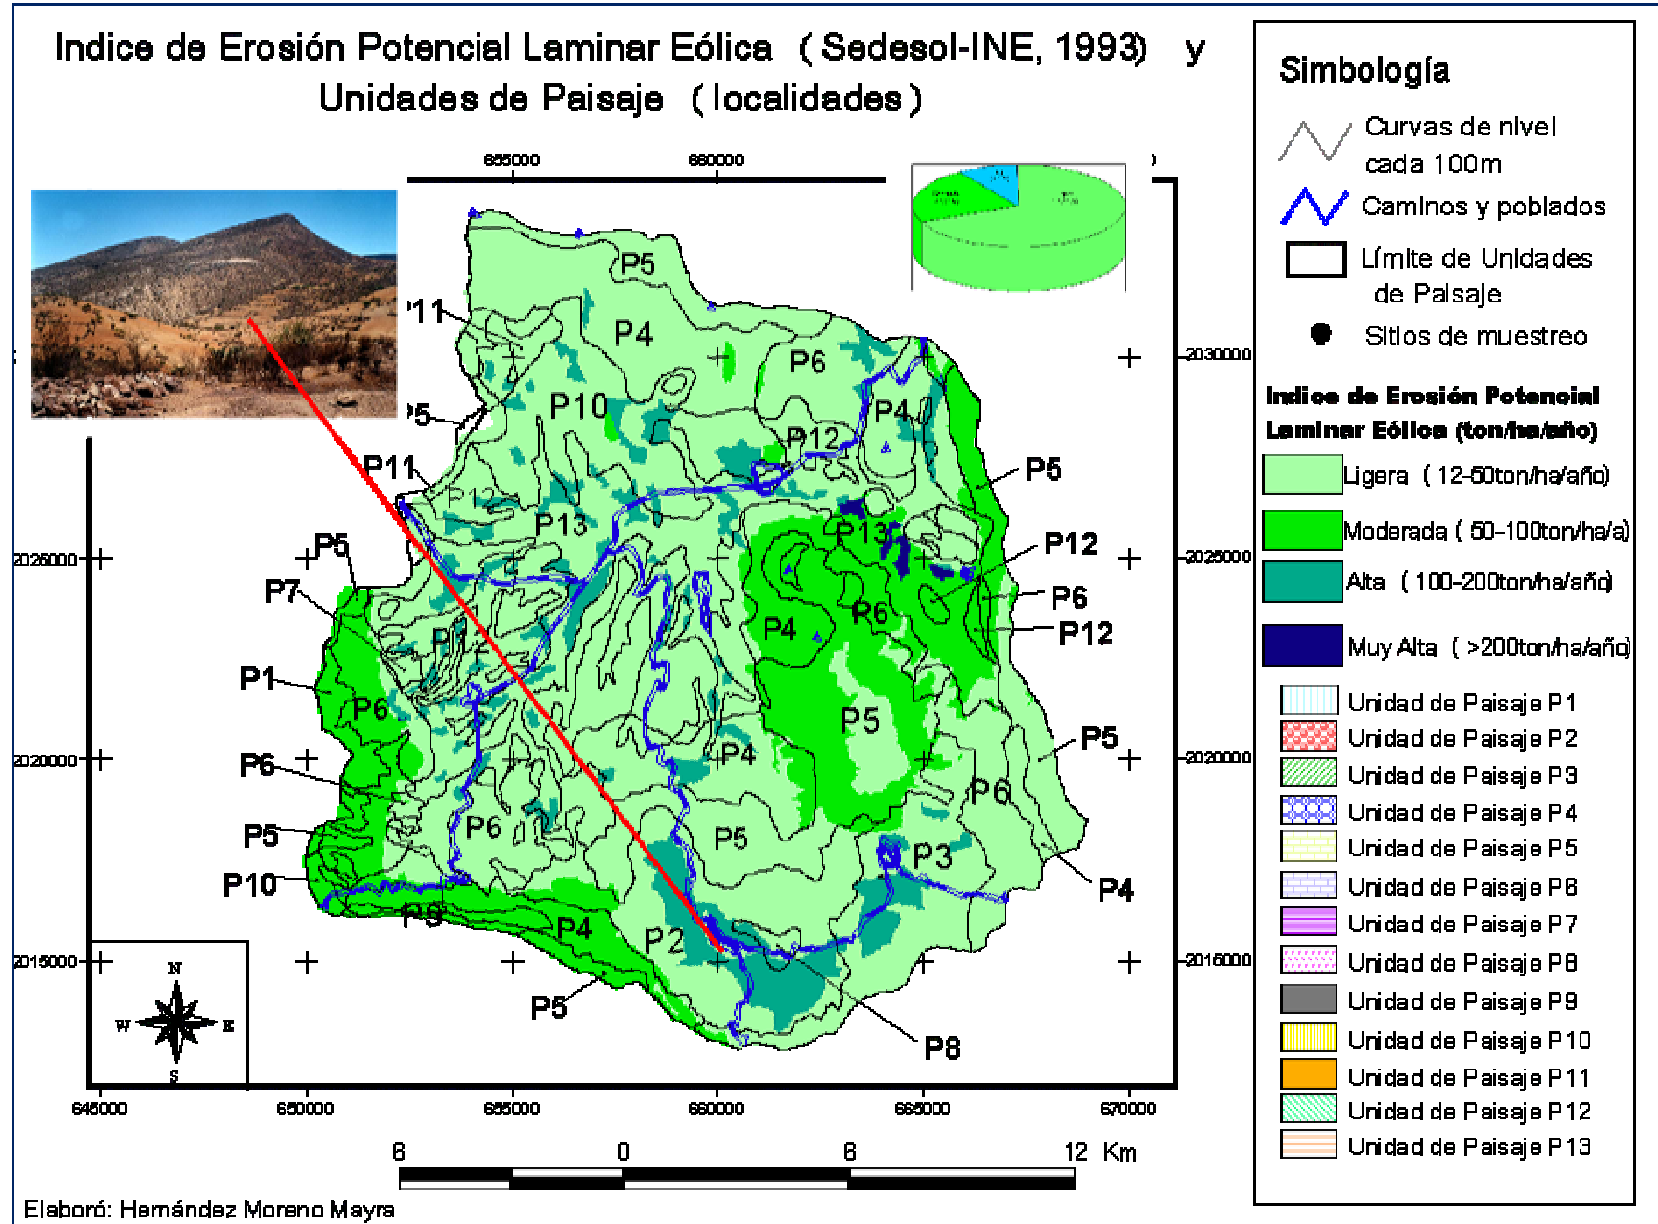 Indice de Erosión Potencial Laminar Eólica ( Sedesol-INE, 1993) y
Unidades de Paisaje ( localidades )
655000 660000
P5
P11
P4
P6
P10
P4
P5
P12
P11
P5
P13
P13
P12
P5
P7
P6
P6
P4
P12
P12
P1
P6
P5
P5
P4
P6
P6
P6
P5
P5
P3
P10
P4
P9
P4
P2
P5
P8
2030000
2025000
2025000
2020000
2020000
2015000
2015000
N
W E
S
645000 650000 655000 660000 665000 670000
6 0 6 12 Km
Elaboró: Hernández Moreno Mayra
Simbología
Curvas de nivel
cada 100m
Caminos y poblados
Límite de Unidades
de Paisaje
Sitios de muestreo
Indice de Erosión Potencial
Laminar Eólica (ton/ha/año)
Ligera ( 12-50ton/ha/año)
Moderada ( 50-100ton/ha/a)
Alta ( 100-200ton/ha/año)
Muy Alta ( >200ton/ha/año)
Unidad de Paisaje P1
Unidad de Paisaje P2
Unidad de Paisaje P3
Unidad de Paisaje P4
Unidad de Paisaje P5
Unidad de Paisaje P6
Unidad de Paisaje P7
Unidad de Paisaje P8
Unidad de Paisaje P9
Unidad de Paisaje P10
Unidad de Paisaje P11
Unidad de Paisaje P12
Unidad de Paisaje P13